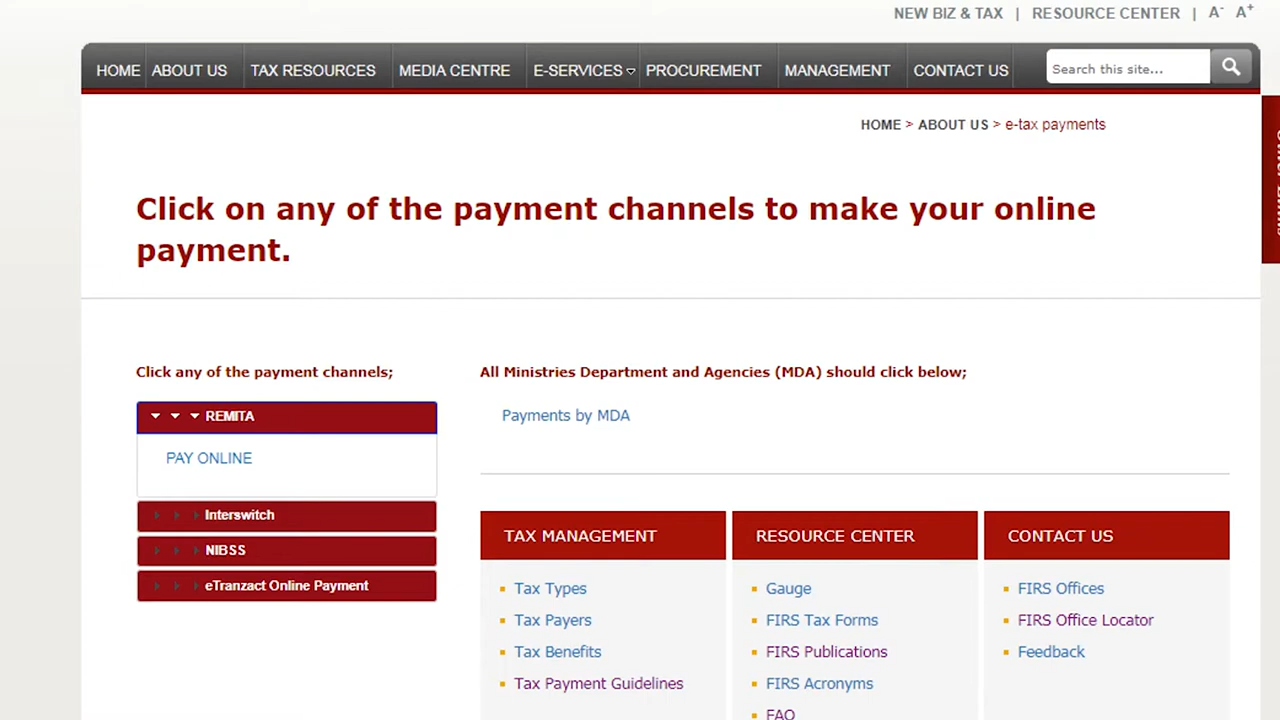 NEW BIZ & TAX | RESOURCE CENTER | A- A+
HOME ABOUT US TAX RESOURCES MEDIA CENTRE E-SERVICES PROCUREMENT MANAGEMENT CONTACT US Search this site...
HOME > ABOUT US > e-tax payments
Click on any of the payment channels to make your online
payment.
Click any of the payment channels;
REMITA
PAY ONLINE
Interswitch
NIBSS
eTranzact Online Payment
All Ministries Department and Agencies (MDA) should click below;
Payments by MDA
TAX MANAGEMENT
Tax Types
Tax Payers
Tax Benefits
Tax Payment Guidelines
RESOURCE CENTER
Gauge
FIRS Tax Forms
FIRS Publications
FIRS Acronyms
FAQ
CONTACT US
FIRS Offices
FIRS Office Locator
Feedback